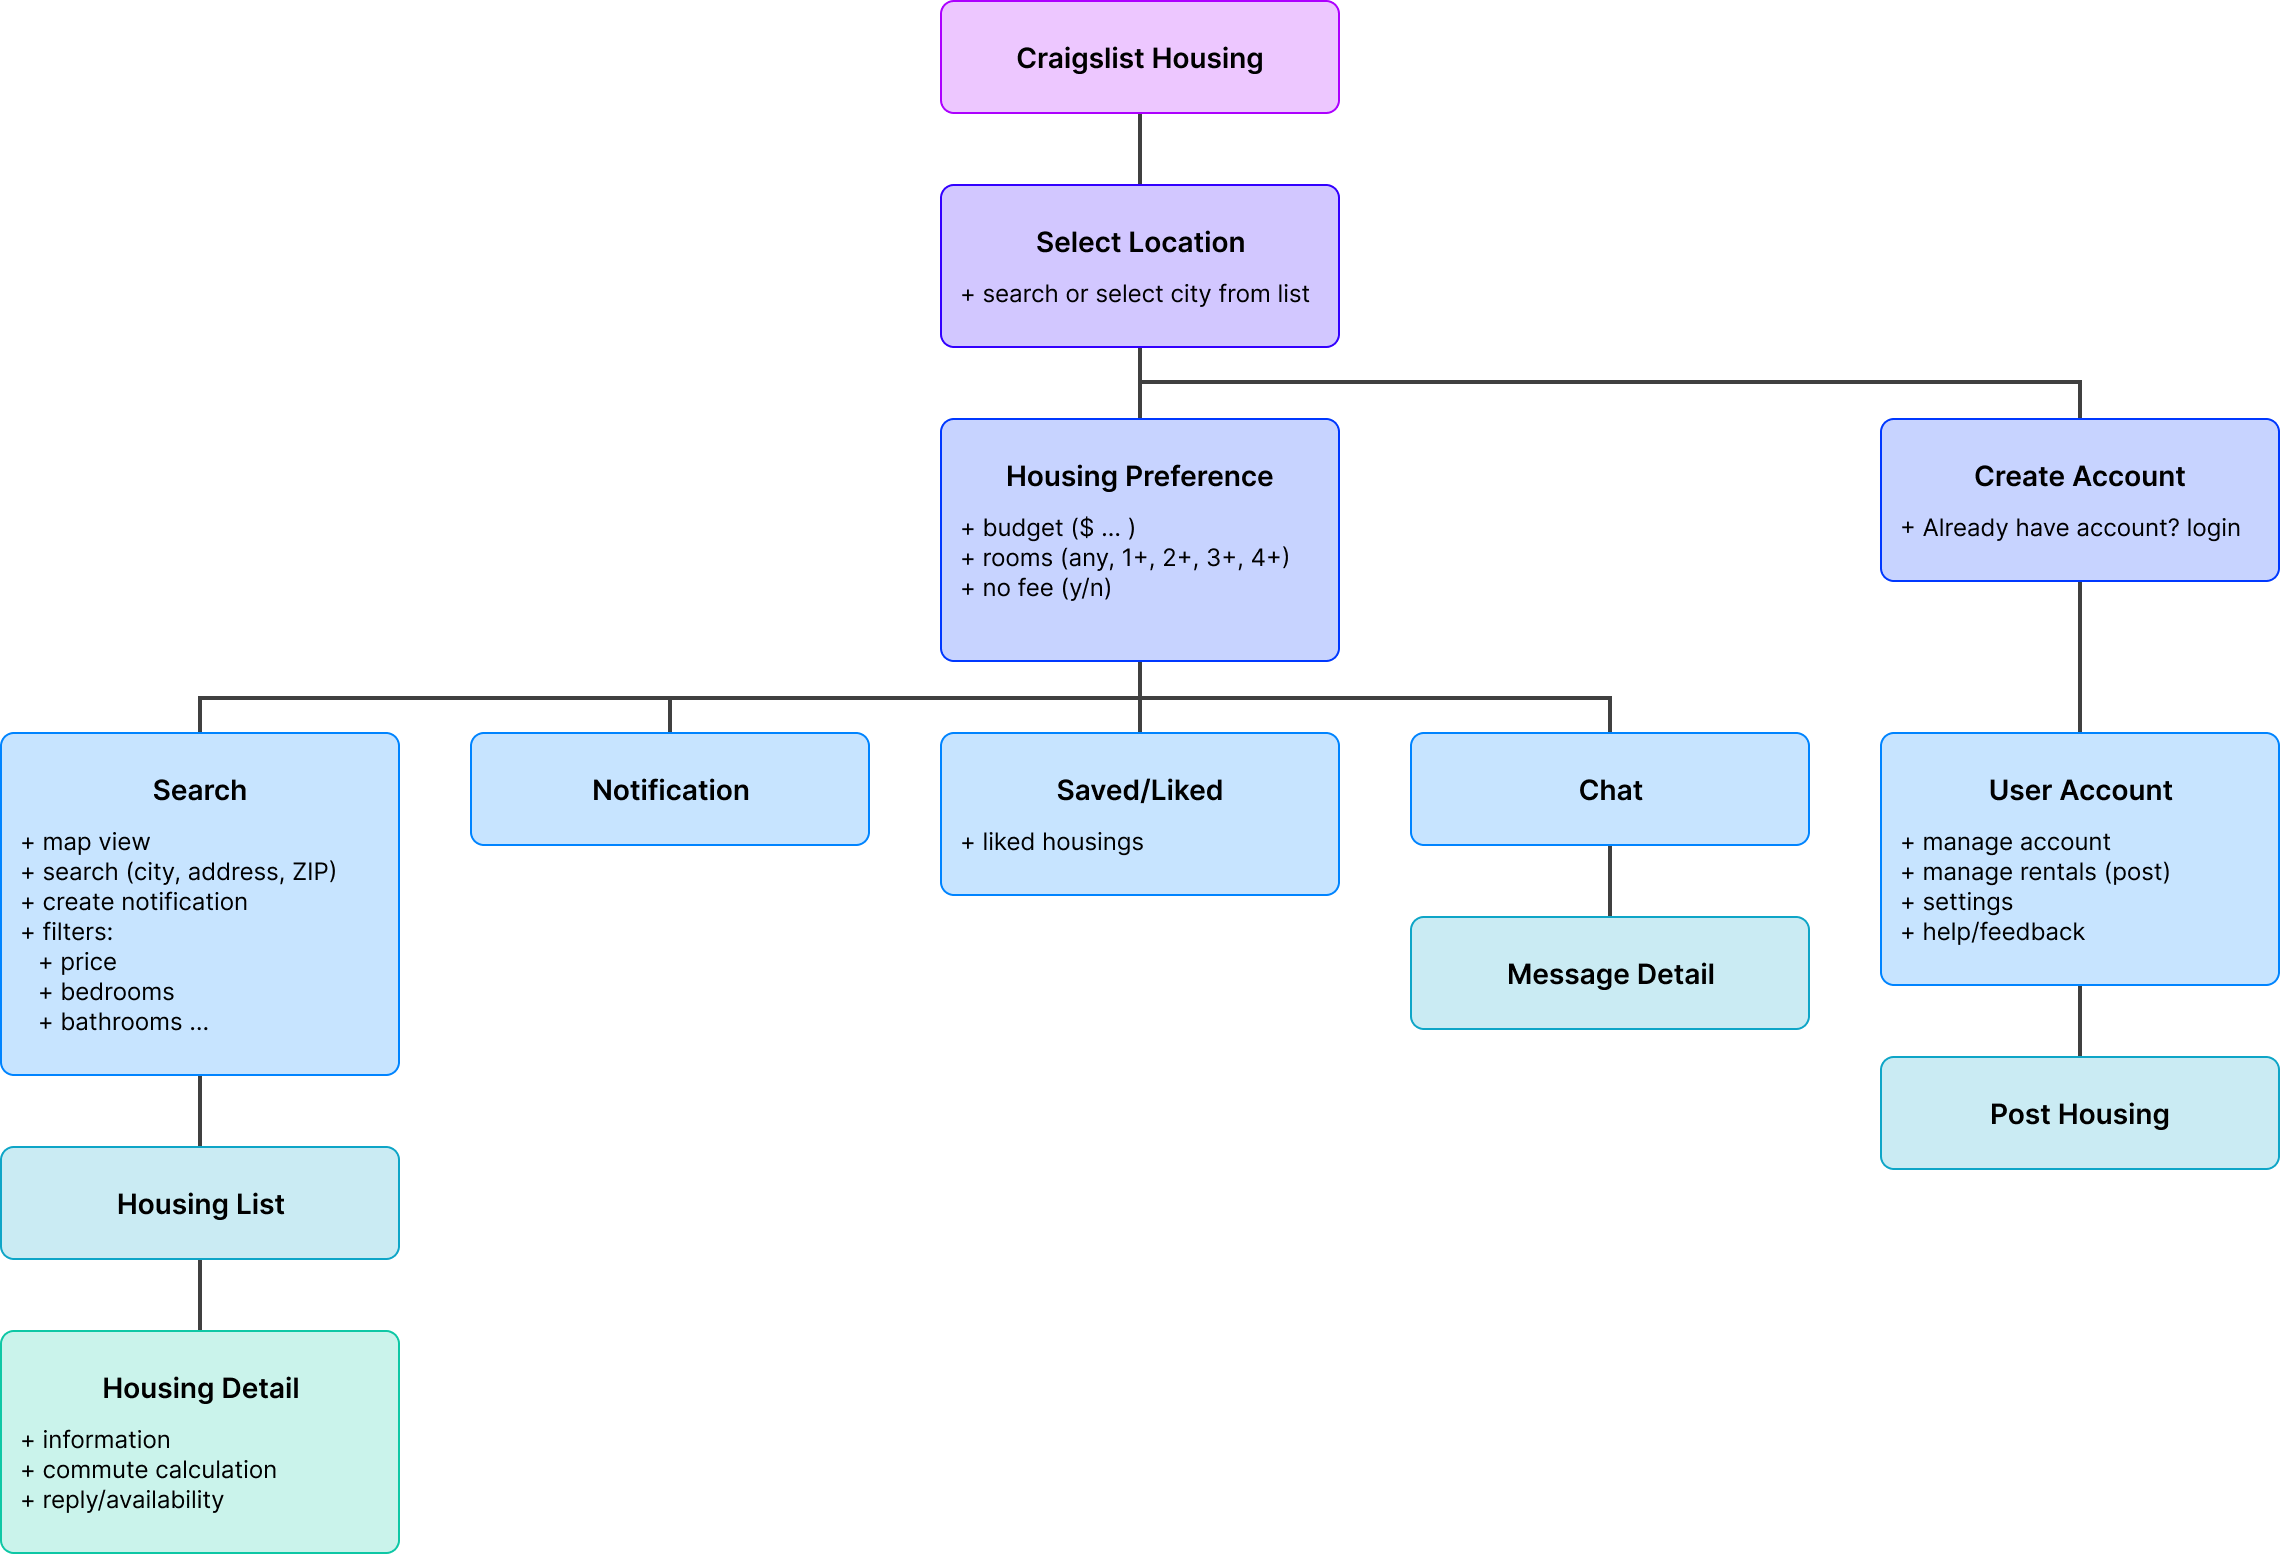 Craigslist Housing
Select Location
+ search or select city from list
Housing Preference
+ budget ($ ... )
+ rooms (any, 1+, 2+, 3+, 4+)
+ no fee (y/n)
Create Account
+ Already have account? login
Search
+ map view
+ search (city, address, ZIP)
+ create notification
+ filters:
+ price
+ bedrooms
+ bathrooms ...
Notification
Saved/Liked
+ liked housings
Chat
User Account
+ manage account
+ manage rentals (post)
+ settings
+ help/feedback
Message Detail
Post Housing
Housing List
Housing Detail
+ information
+ commute calculation
+ reply/availability